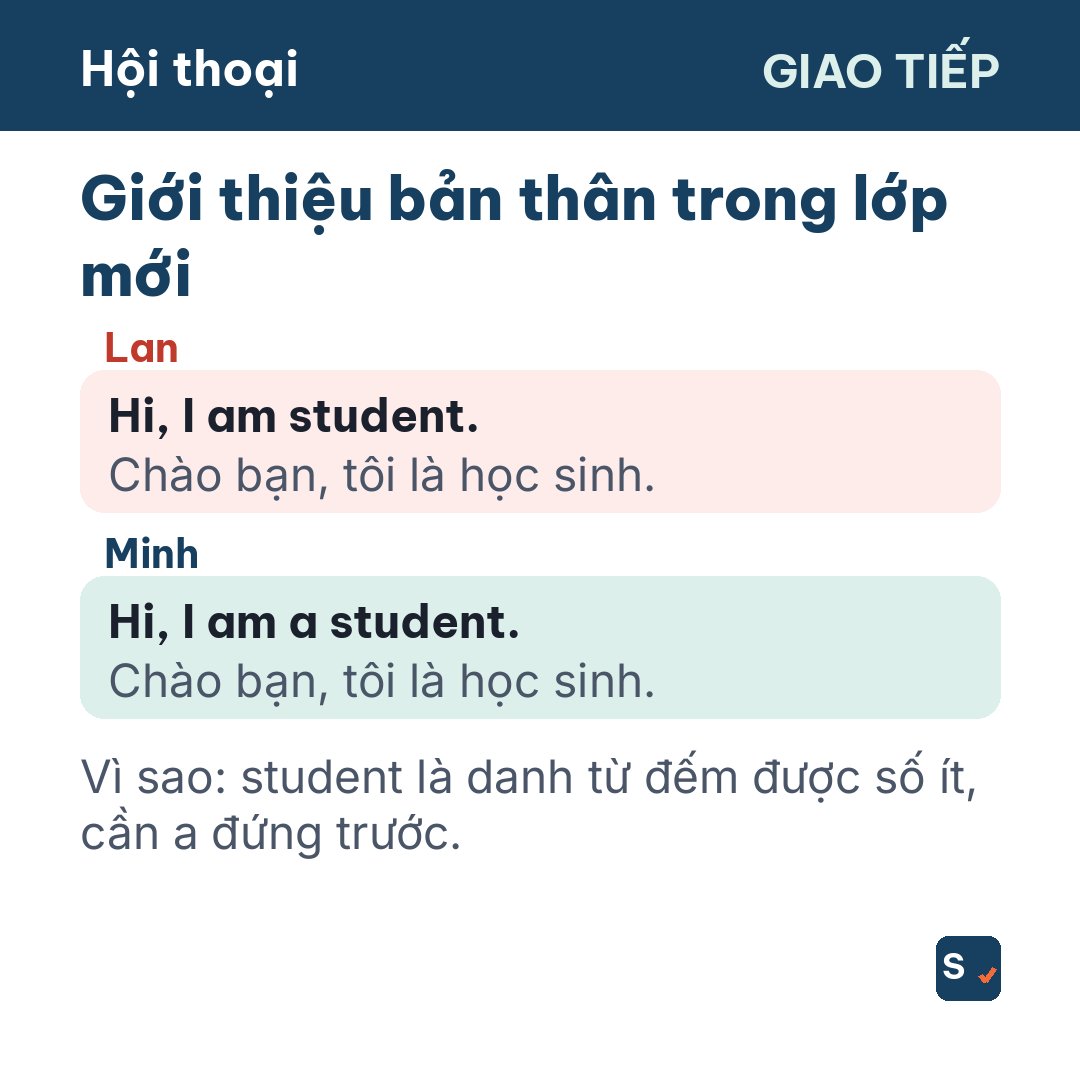 Hội thoại
GIAO TIẾP
Giới thiệu bản thân trong lớp
mới
Lan
Hi, I am student.
Chào bạn, tôi là học sinh.
Minh
Hi, I am a student.
Chào bạn, tôi là học sinh.
Vì sao: student là danh từ đếm được số ít,
cần a đứng trước.
S